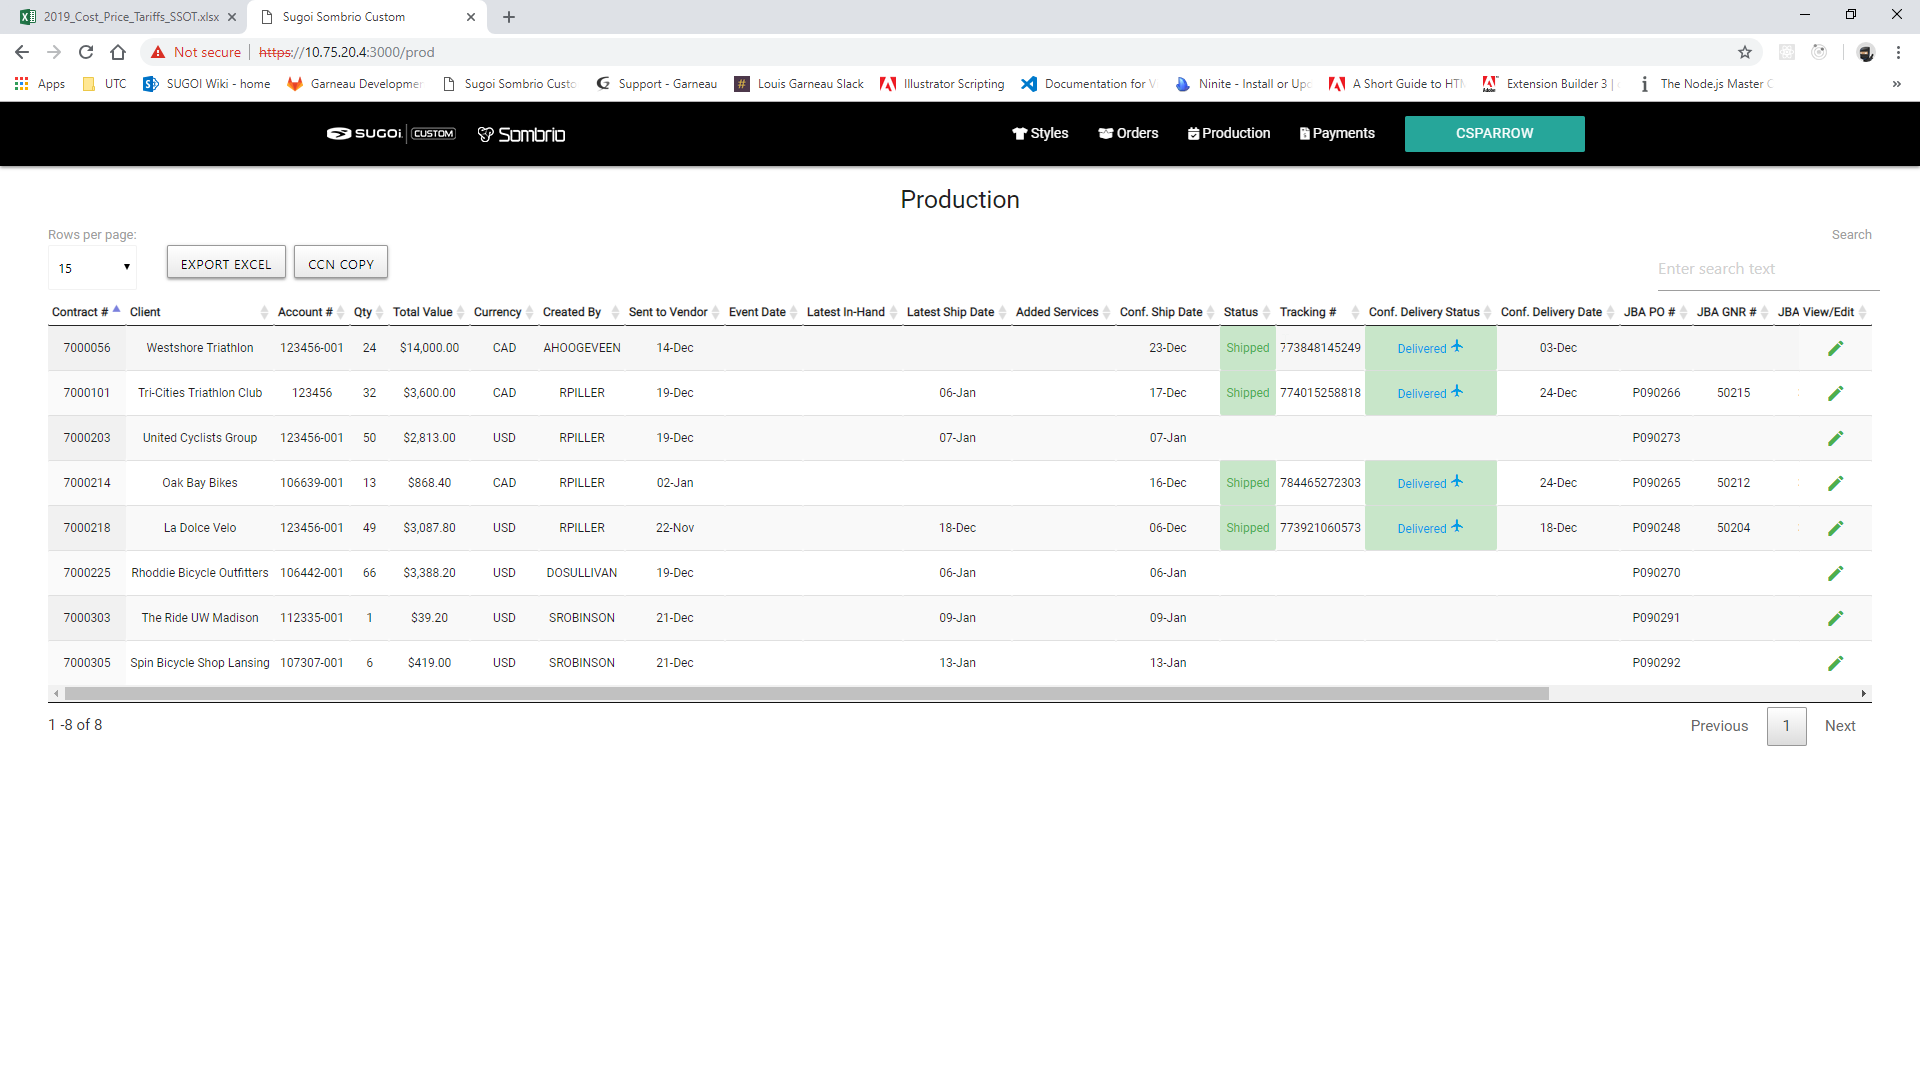 2019_Cost_Price_Tariffs_SSOT.xlsx
Sugoi Sombrio Custom
Not secure https://10.75.20.4:3000/prod
Apps UTC SUGOI Wiki - home Garneau Developmen Sugoi Sombrio Custo Support - Garneau Louis Garneau Slack Illustrator Scripting Documentation for V Ninite - Install or Upd A Short Guide to HTM Extension Builder 3 | The Node.js Master C »
SUGOI CUSTOM Sombrio Styles Orders Production Payments CSPARROW
Production
Rows per page: Search
15 EXPORT EXCEL CCN COPY Enter search text
Contract # Client Account # Qty Total Value Currency Created By Sent to Vendor Event Date Latest In-Hand Latest Ship Date Added Services Conf. Ship Date Status Tracking # Conf. Delivery Status Conf. Delivery Date JBA PO # JBA GNR # JBA View/Edit
7000056 Westshore Triathlon 123456-001 24 $14,000.00 CAD AHOOGEVEEN 14-Dec 23-Dec Shipped 773848145249 Delivered 03-Dec
7000101 Tri-Cities Triathlon Club 123456 32 $3,600.00 CAD RPILLER 19-Dec 06-Jan 17-Dec Shipped 774015258818 Delivered 24-Dec P090266 50215
7000203 United Cyclists Group 123456-001 50 $2,813.00 USD RPILLER 19-Dec 07-Jan 07-Jan P090273
7000214 Oak Bay Bikes 106639-001 13 $868.40 CAD RPILLER 02-Jan 16-Dec Shipped 784465272303 Delivered 24-Dec P090265 50212
7000218 La Dolce Velo 123456-001 49 $3,087.80 USD RPILLER 22-Nov 18-Dec 06-Dec Shipped 773921060573 Delivered 18-Dec P090248 50204
7000225 Rhoddie Bicycle Outfitters 106442-001 66 $3,388.20 USD DOSULLIVAN 19-Dec 06-Jan 06-Jan P090270
7000303 The Ride UW Madison 112335-001 1 $39.20 USD SROBINSON 21-Dec 09-Jan 09-Jan P090291
7000305 Spin Bicycle Shop Lansing 107307-001 6 $419.00 USD SROBINSON 21-Dec 13-Jan 13-Jan P090292
1 -8 of 8 Previous 1 Next